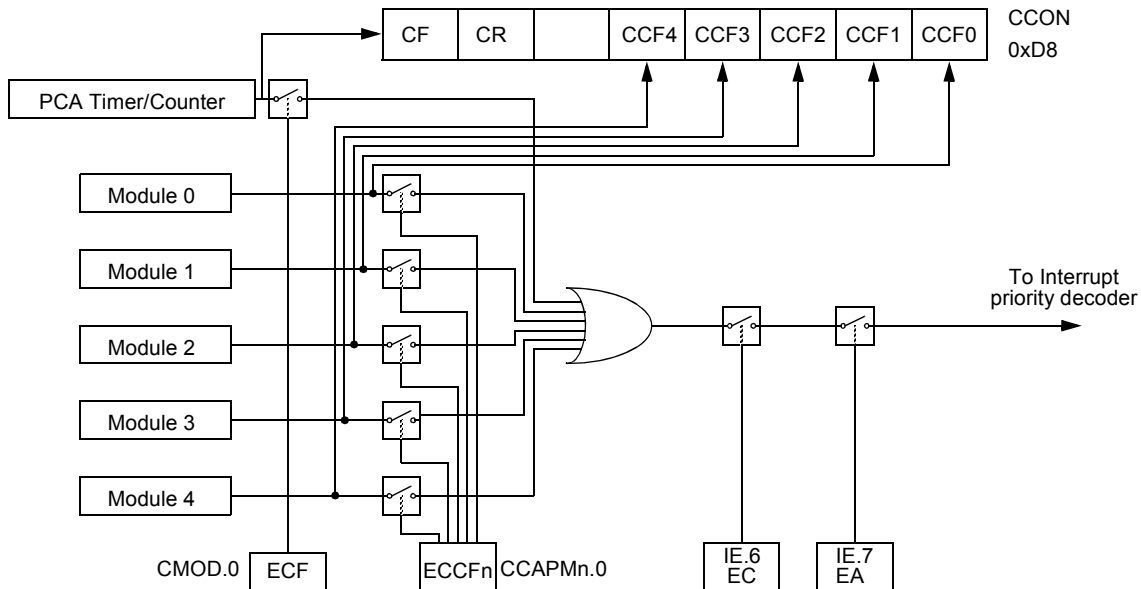 CF CR CCF4 CCF3 CCF2 CCF1 CCF0
CCON
0xD8
PCA Timer/Counter
Module 0
Module 1
Module 2
Module 3
Module 4
To Interrupt
priority decoder
CMOD.0 ECF
ECCFn CCAPMn.0
IE.6
EC
IE.7
EA